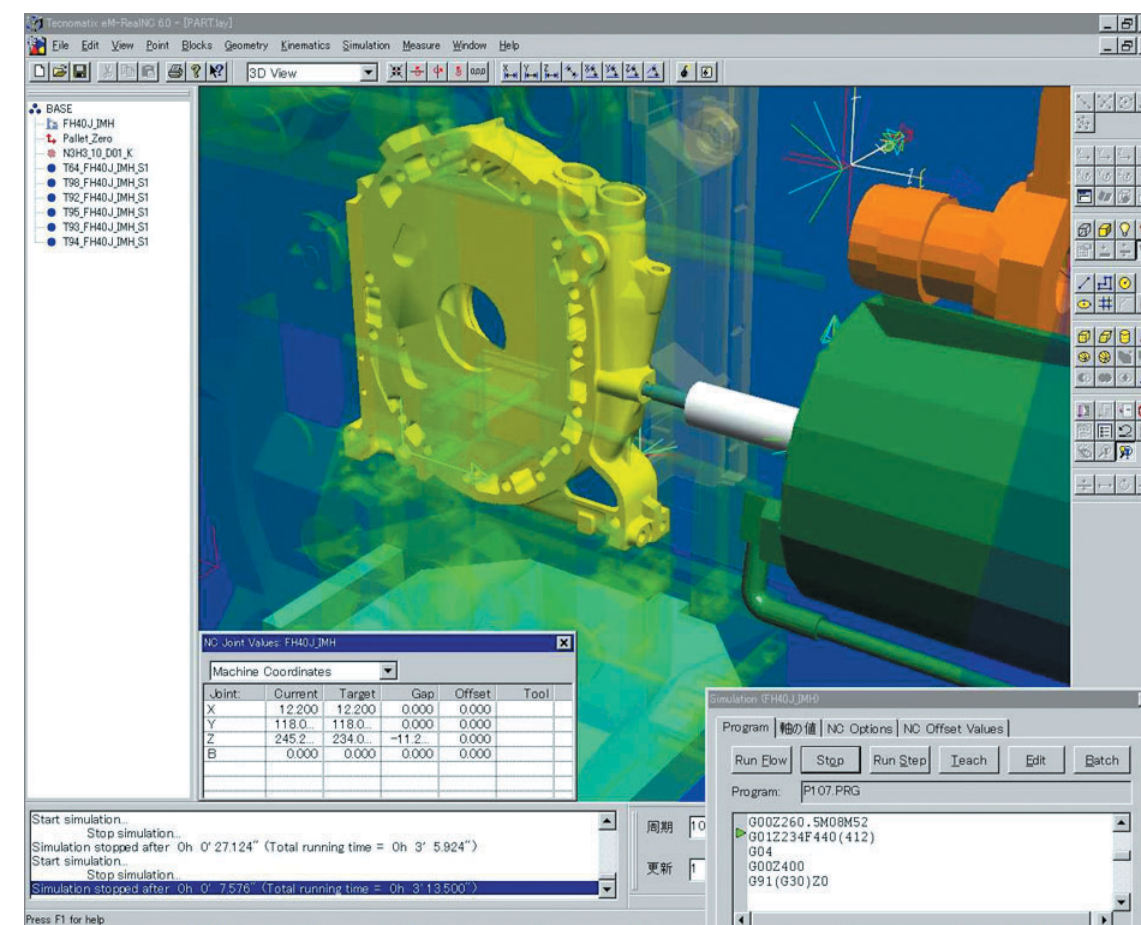 Tecnomatix eM-RealNC 6.0 - [PART.lay]
File Edit View Point Blocks Geometry Kinematics Simulation Measure Window Help
3D View
BASE
FH40J_IMH
Pallet_Zero
N3H3_10_D01_K
T64_FH40J_IMH_S1
T98_FH40J_IMH_S1
T92_FH40J_IMH_S1
T95_FH40J_IMH_S1
T93_FH40J_IMH_S1
T94_FH40J_IMH_S1
NC Joint Values: FH40J_IMH
Machine Coordinates
Joint: Current Target Gap Offset Tool
X 12.200 12.200 0.000 0.000
Y 118.0... 118.0... 0.000 0.000
Z 245.2... 234.0... -11.2... 0.000
B 0.000 0.000 0.000 0.000
Simulation (FH40J_IMH)
Program 軸の値 NC Options NC Offset Values
Run Flow Stop Run Step Teach Edit Batch
Program: P107.PRG
G00Z260.5M08M52
G01Z234F440(412)
G04
G00Z400
G91(G30)Z0
Start simulation...
Stop simulation...
Simulation stopped after 0h 0' 27.124" (Total running time = 0h 3' 5.924")
Start simulation...
Stop simulation...
Simulation stopped after 0h 0' 7.576" (Total running time = 0h 3' 13.500")
周期 10
更新 1
Press F1 for help